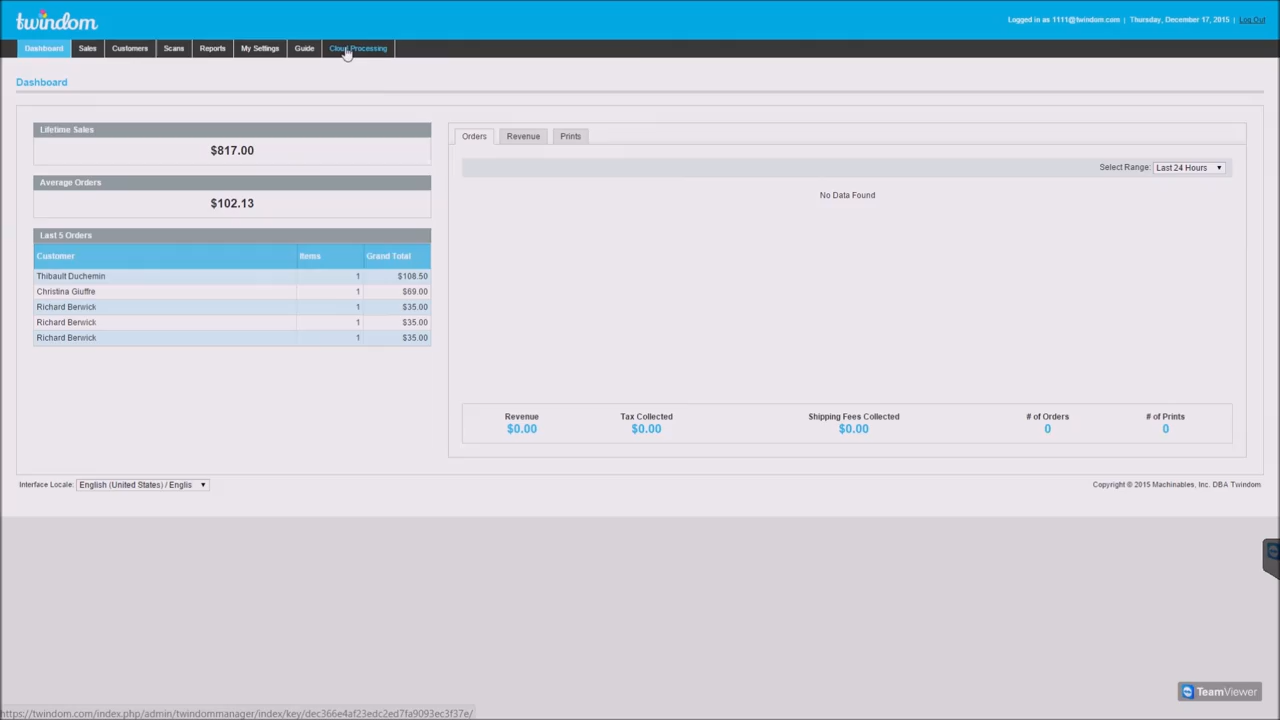 twindom
Logged in as 1111@twindom.com | Thursday, December 17, 2015 | Log Out
Dashboard Sales Customers Scans Reports My Settings Guide Cloud Processing
Dashboard
Lifetime Sales
$817.00
Average Orders
$102.13
Last 5 Orders
Customer Items Grand Total
Thibault Duchemin 1 $108.50
Christina Giuffre 1 $69.00
Richard Berwick 1 $35.00
Richard Berwick 1 $35.00
Richard Berwick 1 $35.00
Orders Revenue Prints
Select Range: Last 24 Hours
No Data Found
Revenue Tax Collected Shipping Fees Collected # of Orders # of Prints
$0.00 $0.00 $0.00 0 0
Interface Locale: English (United States) / Englis
Copyright © 2015 Machinables, Inc. DBA Twindom
TeamViewer
https://twindom.com/index.php/admin/twindommanager/index/key/dec366e4af23edc2ed7fa9093ec3f37e/